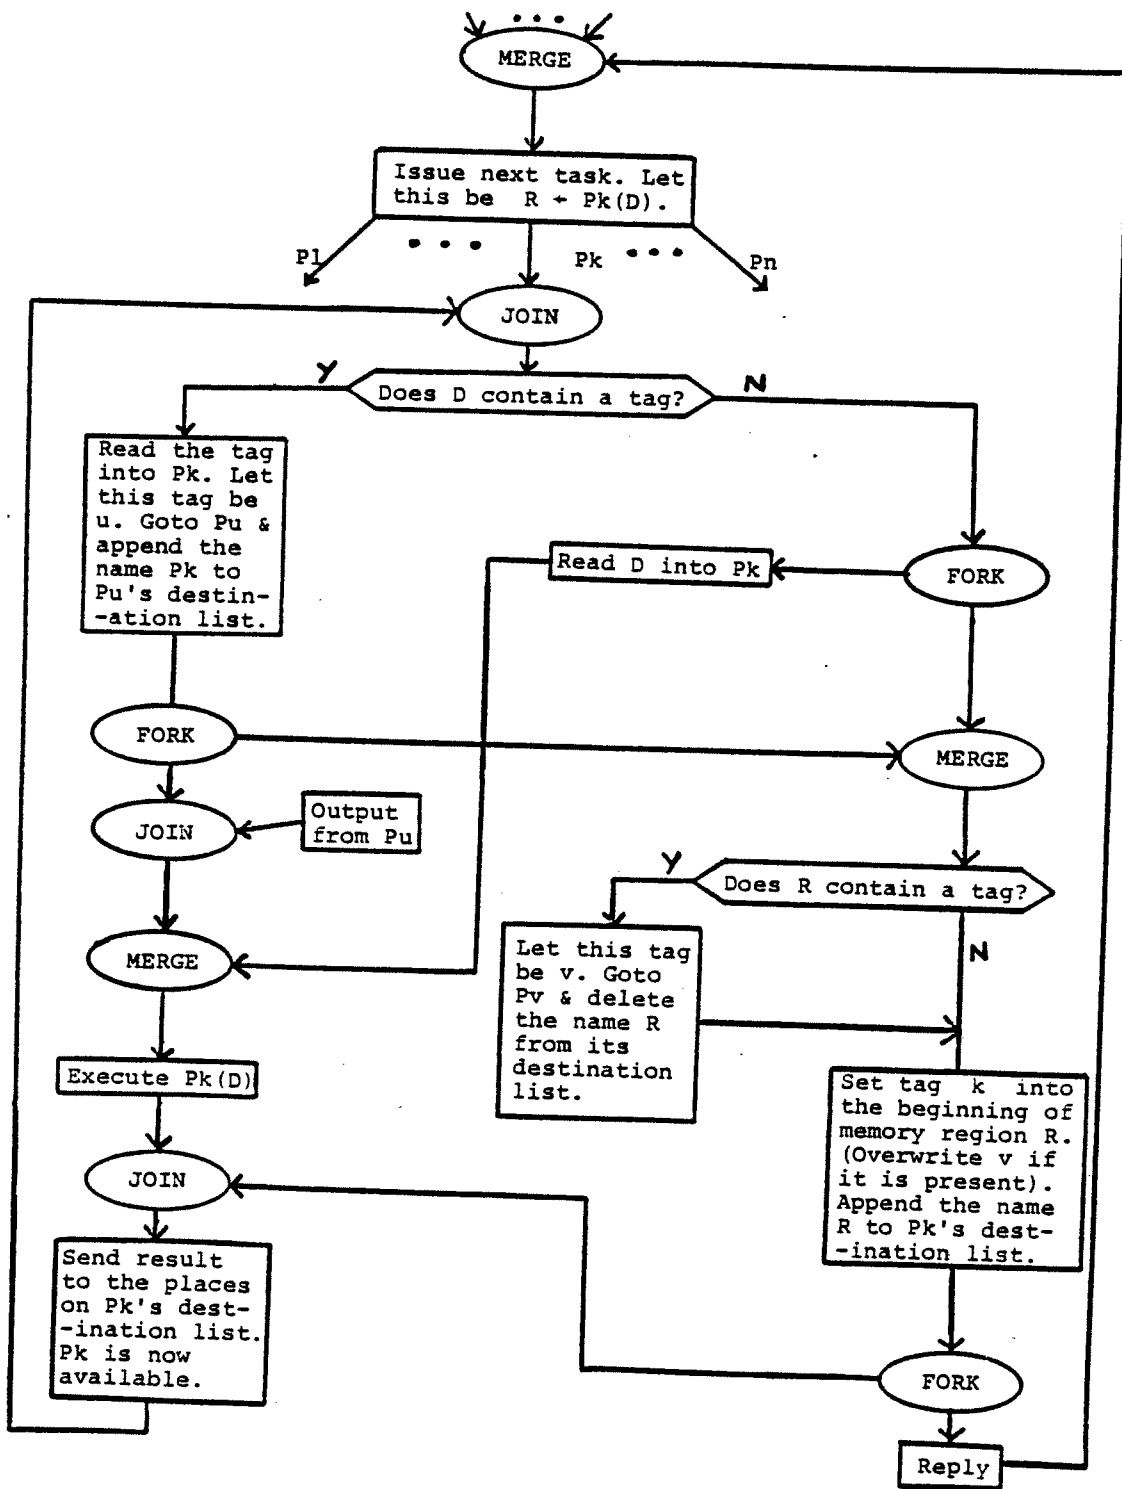 MERGE
Issue next task. Let
this be R ← Pk(D).
Pl
Pk
Pn
JOIN
Y
Does D contain a tag?
N
Read the tag
into Pk. Let
this tag be
u. Goto Pu &
append the
name Pk to
Pu's destin-
-ation list.
Read D into Pk
FORK
FORK
MERGE
JOIN
Output
from Pu
Y
Does R contain a tag?
N
MERGE
Let this tag
be v. Goto
Pv & delete
the name R
from its
destination
list.
Execute Pk(D)
Set tag k into
the beginning of
memory region R.
(Overwrite v if
it is present).
Append the name
R to Pk's dest-
-ination list.
JOIN
Send result
to the places
on Pk's dest-
-ination list.
Pk is now
available.
FORK
Reply